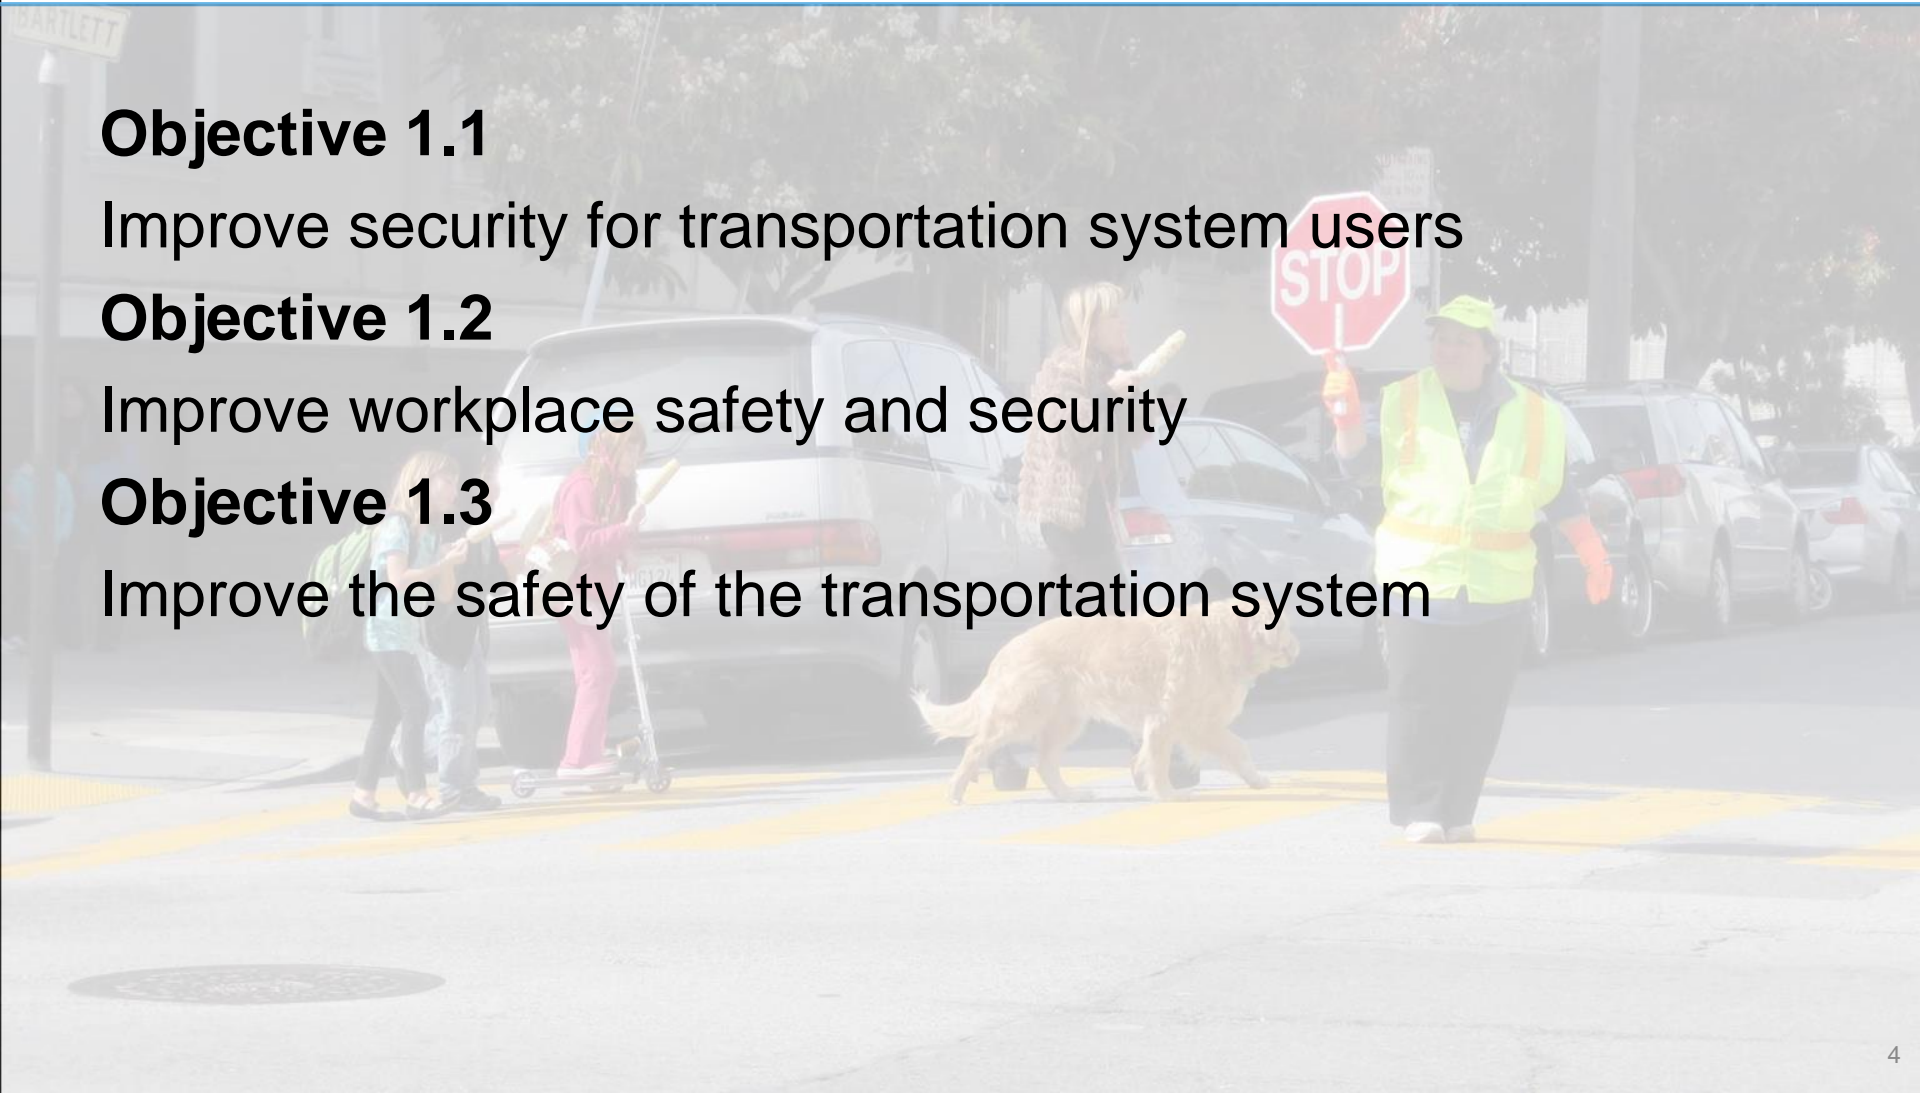 BARTLETT
Objective 1.1
Improve security for transportation system users
STOP
Objective 1.2
Improve workplace safety and security
Objective 1.3
Improve the safety of the transportation system
4